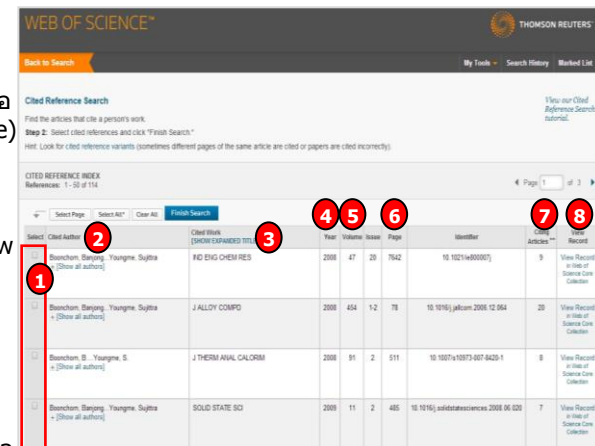 WEB OF SCIENCE™
THOMSON REUTERS™
Back to Search
My Tools
Search History
Marked List
Cited Reference Search
View our Cited Reference Search tutorial.
Find the articles that cite a person's work.
e)
Step 2: Select cited references and click "Finish Search."
Hint: Look for cited reference variants (sometimes different pages of the same article are cited or papers are cited incorrectly).
CITED REFERENCE INDEX
References: 1 - 50 of 114
Page 1 of 3
Select Page
Select All*
Clear All
Finish Search
4 5 6 7 8
Select Cited Author 2 Cited Work 3 Year Volume Issue Page Identifier Citing Articles ** View Record
[SHOW EXPANDED TITLES]
w
1
Boonchom, Banjong...Youngme, Sujittra IND ENG CHEM RES 2008 47 20 7642 10.1021/ie800007j 9 View Record in Web of Science Core Collection
+ [Show all authors]
Boonchom, Banjong...Youngme, Sujittra J ALLOY COMPD 2008 454 1-2 78 10.1016/j.jallcom.2006.12.064 20 View Record in Web of Science Core Collection
+ [Show all authors]
Boonchom, B...Youngme, S. J THERM ANAL CALORIM 2008 91 2 511 10.1007/s10973-007-8420-1 8 View Record in Web of Science Core Collection
+ [Show all authors]
Boonchom, Banjong...Youngme, Sujittra SOLID STATE SCI 2009 11 2 485 10.1016/j.solidstatesciences.2008.06.020 7 View Record in Web of Science Core Collection
+ [Show all authors]